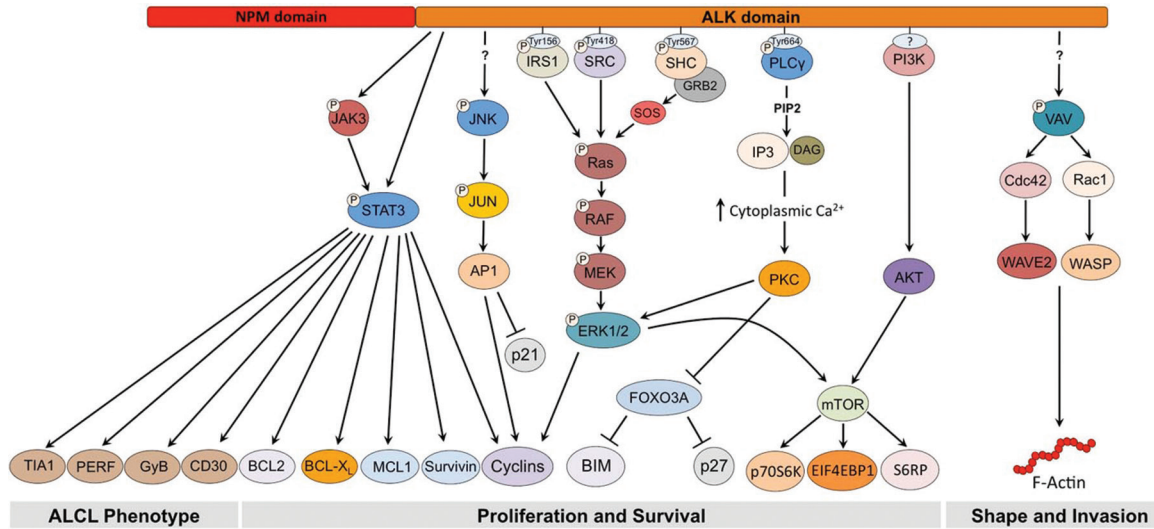 NPM domain
ALK domain
?
P Tyr156
IRS1
P Tyr418
SRC
P Tyr567
SHC
GRB2
SOS
P Tyr664
PLCγ
?
PI3K
?
P
JAK3
P
JNK
PIP2
P
VAV
P
Ras
IP3
DAG
Cdc42
Rac1
P
STAT3
P
JUN
P
RAF
Cytoplasmic Ca²⁺
AP1
P
MEK
PKC
AKT
WAVE2
WASP
P
ERK1/2
p21
FOXO3A
mTOR
TIA1
PERF
GyB
CD30
BCL2
BCL-XL
MCL1
Survivin
Cyclins
BIM
p27
p70S6K
EIF4EBP1
S6RP
F-Actin
ALCL Phenotype
Proliferation and Survival
Shape and Invasion